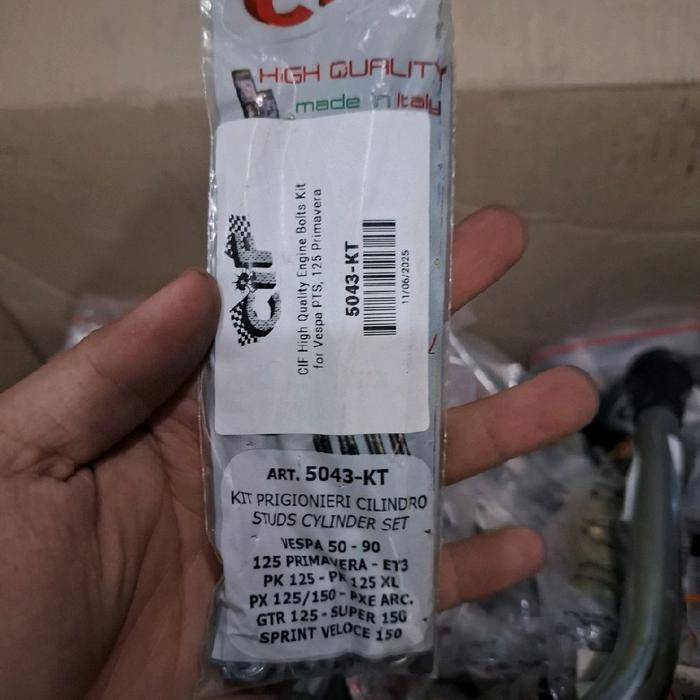 HIGH QUALITY
made in Italy
CIF
CIF High Quality Engine Bolts Kit
for Vespa PTS, 125 Primavera
5043-KT
11/06/2025
ART. 5043-KT
KIT PRIGIONIERI CILINDRO
STUDS CYLINDER SET
VESPA 50 - 90
125 PRIMAVERA - ET3
PK 125 - PK 125 XL
PX 125/150 - PXE ARC.
GTR 125 - SUPER 150
SPRINT VELOCE 150